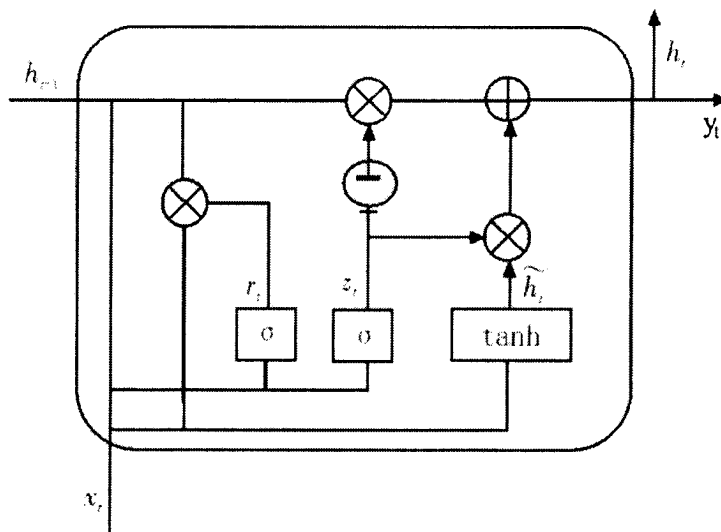 h_{t-1}
h_t
y_t
r_t
z_t
h̃_t
σ
σ
tanh
x_t